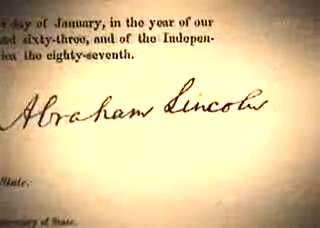 day of January, in the year of our
sixty-three, and of the Indepen-
the eighty-seventh.
Abraham Lincoln
State.
of State.